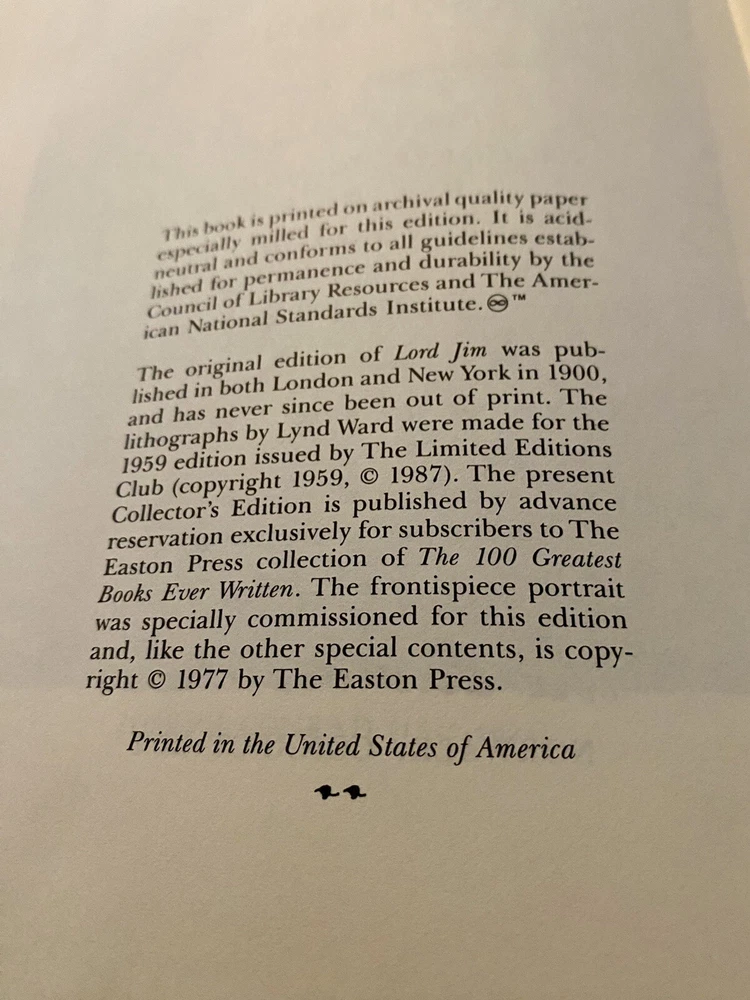 This book is printed on archival quality paper
especially milled for this edition. It is acid-
neutral and conforms to all guidelines estab-
lished for permanence and durability by the
Council of Library Resources and The Amer-
ican National Standards Institute. ♾™
The original edition of Lord Jim was pub-
lished in both London and New York in 1900,
and has never since been out of print. The
lithographs by Lynd Ward were made for the
1959 edition issued by The Limited Editions
Club (copyright 1959, © 1987). The present
Collector's Edition is published by advance
reservation exclusively for subscribers to The
Easton Press collection of The 100 Greatest
Books Ever Written. The frontispiece portrait
was specially commissioned for this edition
and, like the other special contents, is copy-
right © 1977 by The Easton Press.
Printed in the United States of America